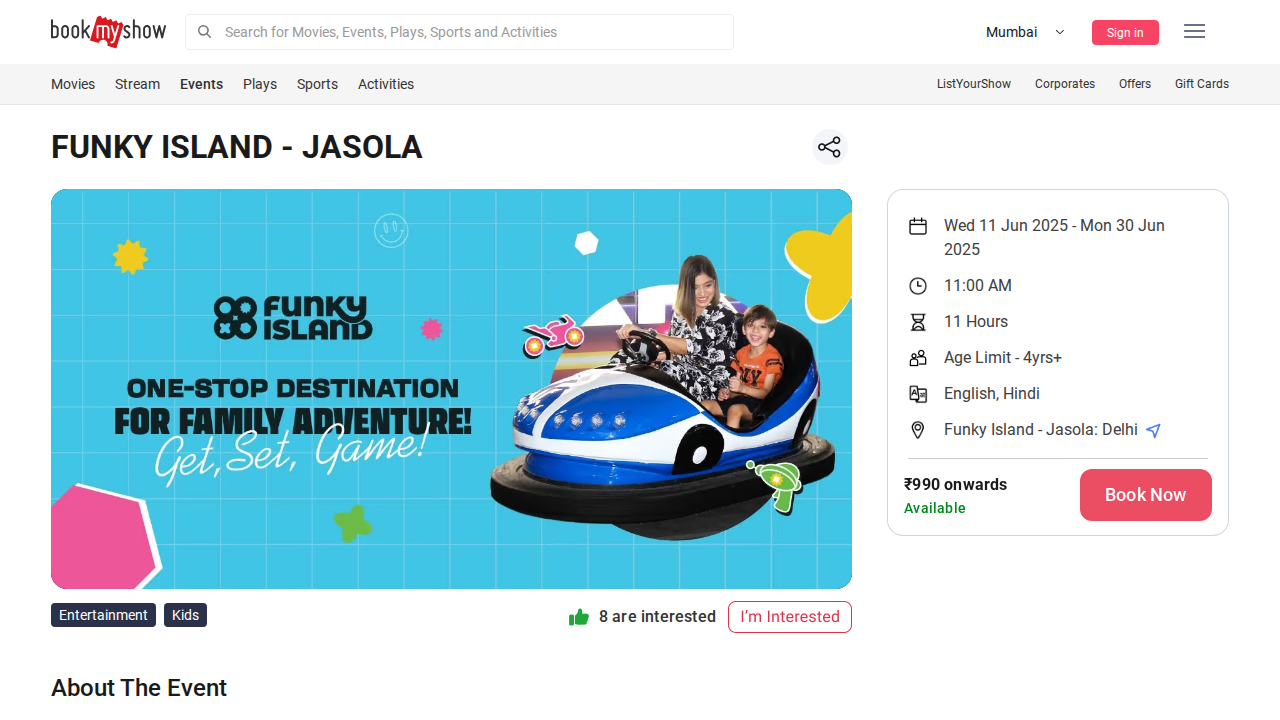 bookmyshow
Search for Movies, Events, Plays, Sports and Activities
Mumbai
Sign in
Movies
Stream
Events
Plays
Sports
Activities
ListYourShow
Corporates
Offers
Gift Cards
FUNKY ISLAND - JASOLA
FUNKY
ISLAND
ONE-STOP DESTINATION
FOR FAMILY ADVENTURE!
Get, Set, Game!
Wed 11 Jun 2025 - Mon 30 Jun
2025
11:00 AM
11 Hours
Age Limit - 4yrs+
English, Hindi
Funky Island - Jasola: Delhi
₹990 onwards
Available
Book Now
Entertainment
Kids
8 are interested
I'm Interested
About The Event